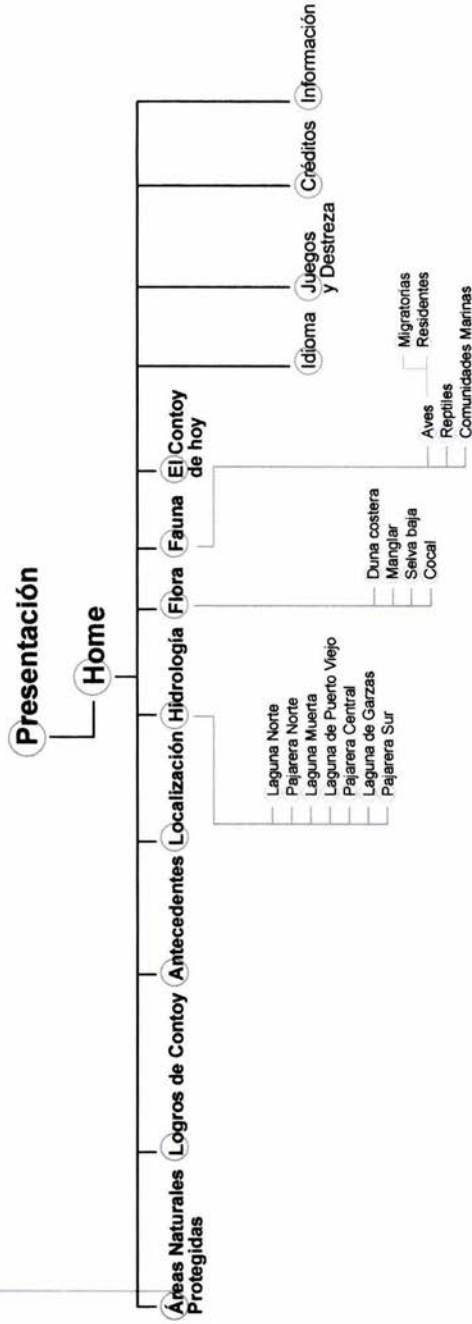 Presentación
Home
Áreas Naturales
Protegidas
Logros de Contoy
Antecedentes
Localización
Hidrología
Flora
Fauna
El Contoy
de hoy
Idioma
Juegos
y Destreza
Créditos
Información
Laguna Norte
Pajarera Norte
Laguna Muerta
Laguna de Puerto Viejo
Pajarera Central
Laguna de Garzas
Pajarera Sur
Duna costera
Manglar
Selva baja
Cocal
Aves
Reptiles
Comunidades Marinas
Migratorias
Residentes